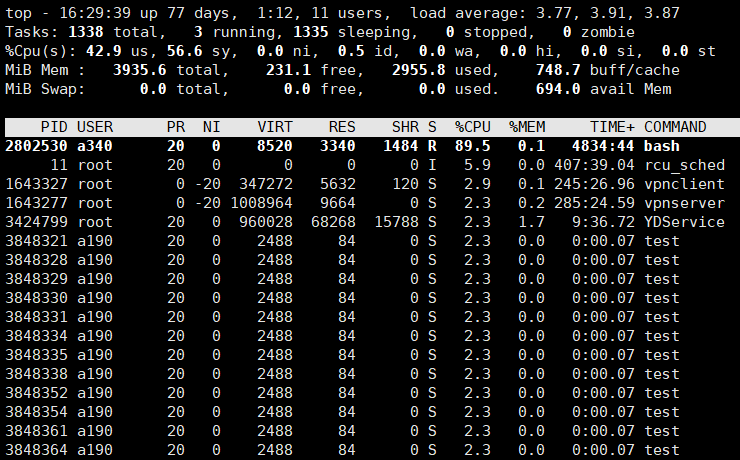 top - 16:29:39 up 77 days,  1:12, 11 users,  load average: 3.77, 3.91, 3.87
Tasks: 1338 total,   3 running, 1335 sleeping,   0 stopped,   0 zombie
%Cpu(s): 42.9 us, 56.6 sy,  0.0 ni,  0.5 id,  0.0 wa,  0.0 hi,  0.0 si,  0.0 st
MiB Mem :   3935.6 total,    231.1 free,   2955.8 used,    748.7 buff/cache
MiB Swap:      0.0 total,      0.0 free,      0.0 used.    694.0 avail Mem
PID USER      PR  NI    VIRT    RES    SHR S  %CPU  %MEM     TIME+ COMMAND
2802530 a340      20   0    8520   3340   1484 R  89.5   0.1   4834:44 bash
11 root      20   0       0      0      0 I   5.9   0.0 407:39.04 rcu_sched
1643327 root       0 -20  347272   5632    120 S   2.9   0.1 245:26.96 vpnclient
1643277 root       0 -20 1008964   9664      0 S   2.3   0.2 285:24.59 vpnserver
3424799 root      20   0  960028  68268  15788 S   2.3   1.7   9:36.72 YDService
3848321 a190      20   0    2488     84      0 S   2.3   0.0   0:00.07 test
3848328 a190      20   0    2488     84      0 S   2.3   0.0   0:00.07 test
3848329 a190      20   0    2488     84      0 S   2.3   0.0   0:00.07 test
3848330 a190      20   0    2488     84      0 S   2.3   0.0   0:00.07 test
3848331 a190      20   0    2488     84      0 S   2.3   0.0   0:00.07 test
3848334 a190      20   0    2488     84      0 S   2.3   0.0   0:00.07 test
3848335 a190      20   0    2488     84      0 S   2.3   0.0   0:00.07 test
3848338 a190      20   0    2488     84      0 S   2.3   0.0   0:00.07 test
3848352 a190      20   0    2488     84      0 S   2.3   0.0   0:00.07 test
3848354 a190      20   0    2488     84      0 S   2.3   0.0   0:00.07 test
3848361 a190      20   0    2488     84      0 S   2.3   0.0   0:00.07 test
3848364 a190      20   0    2488     84      0 S   2.3   0.0   0:00.07 test